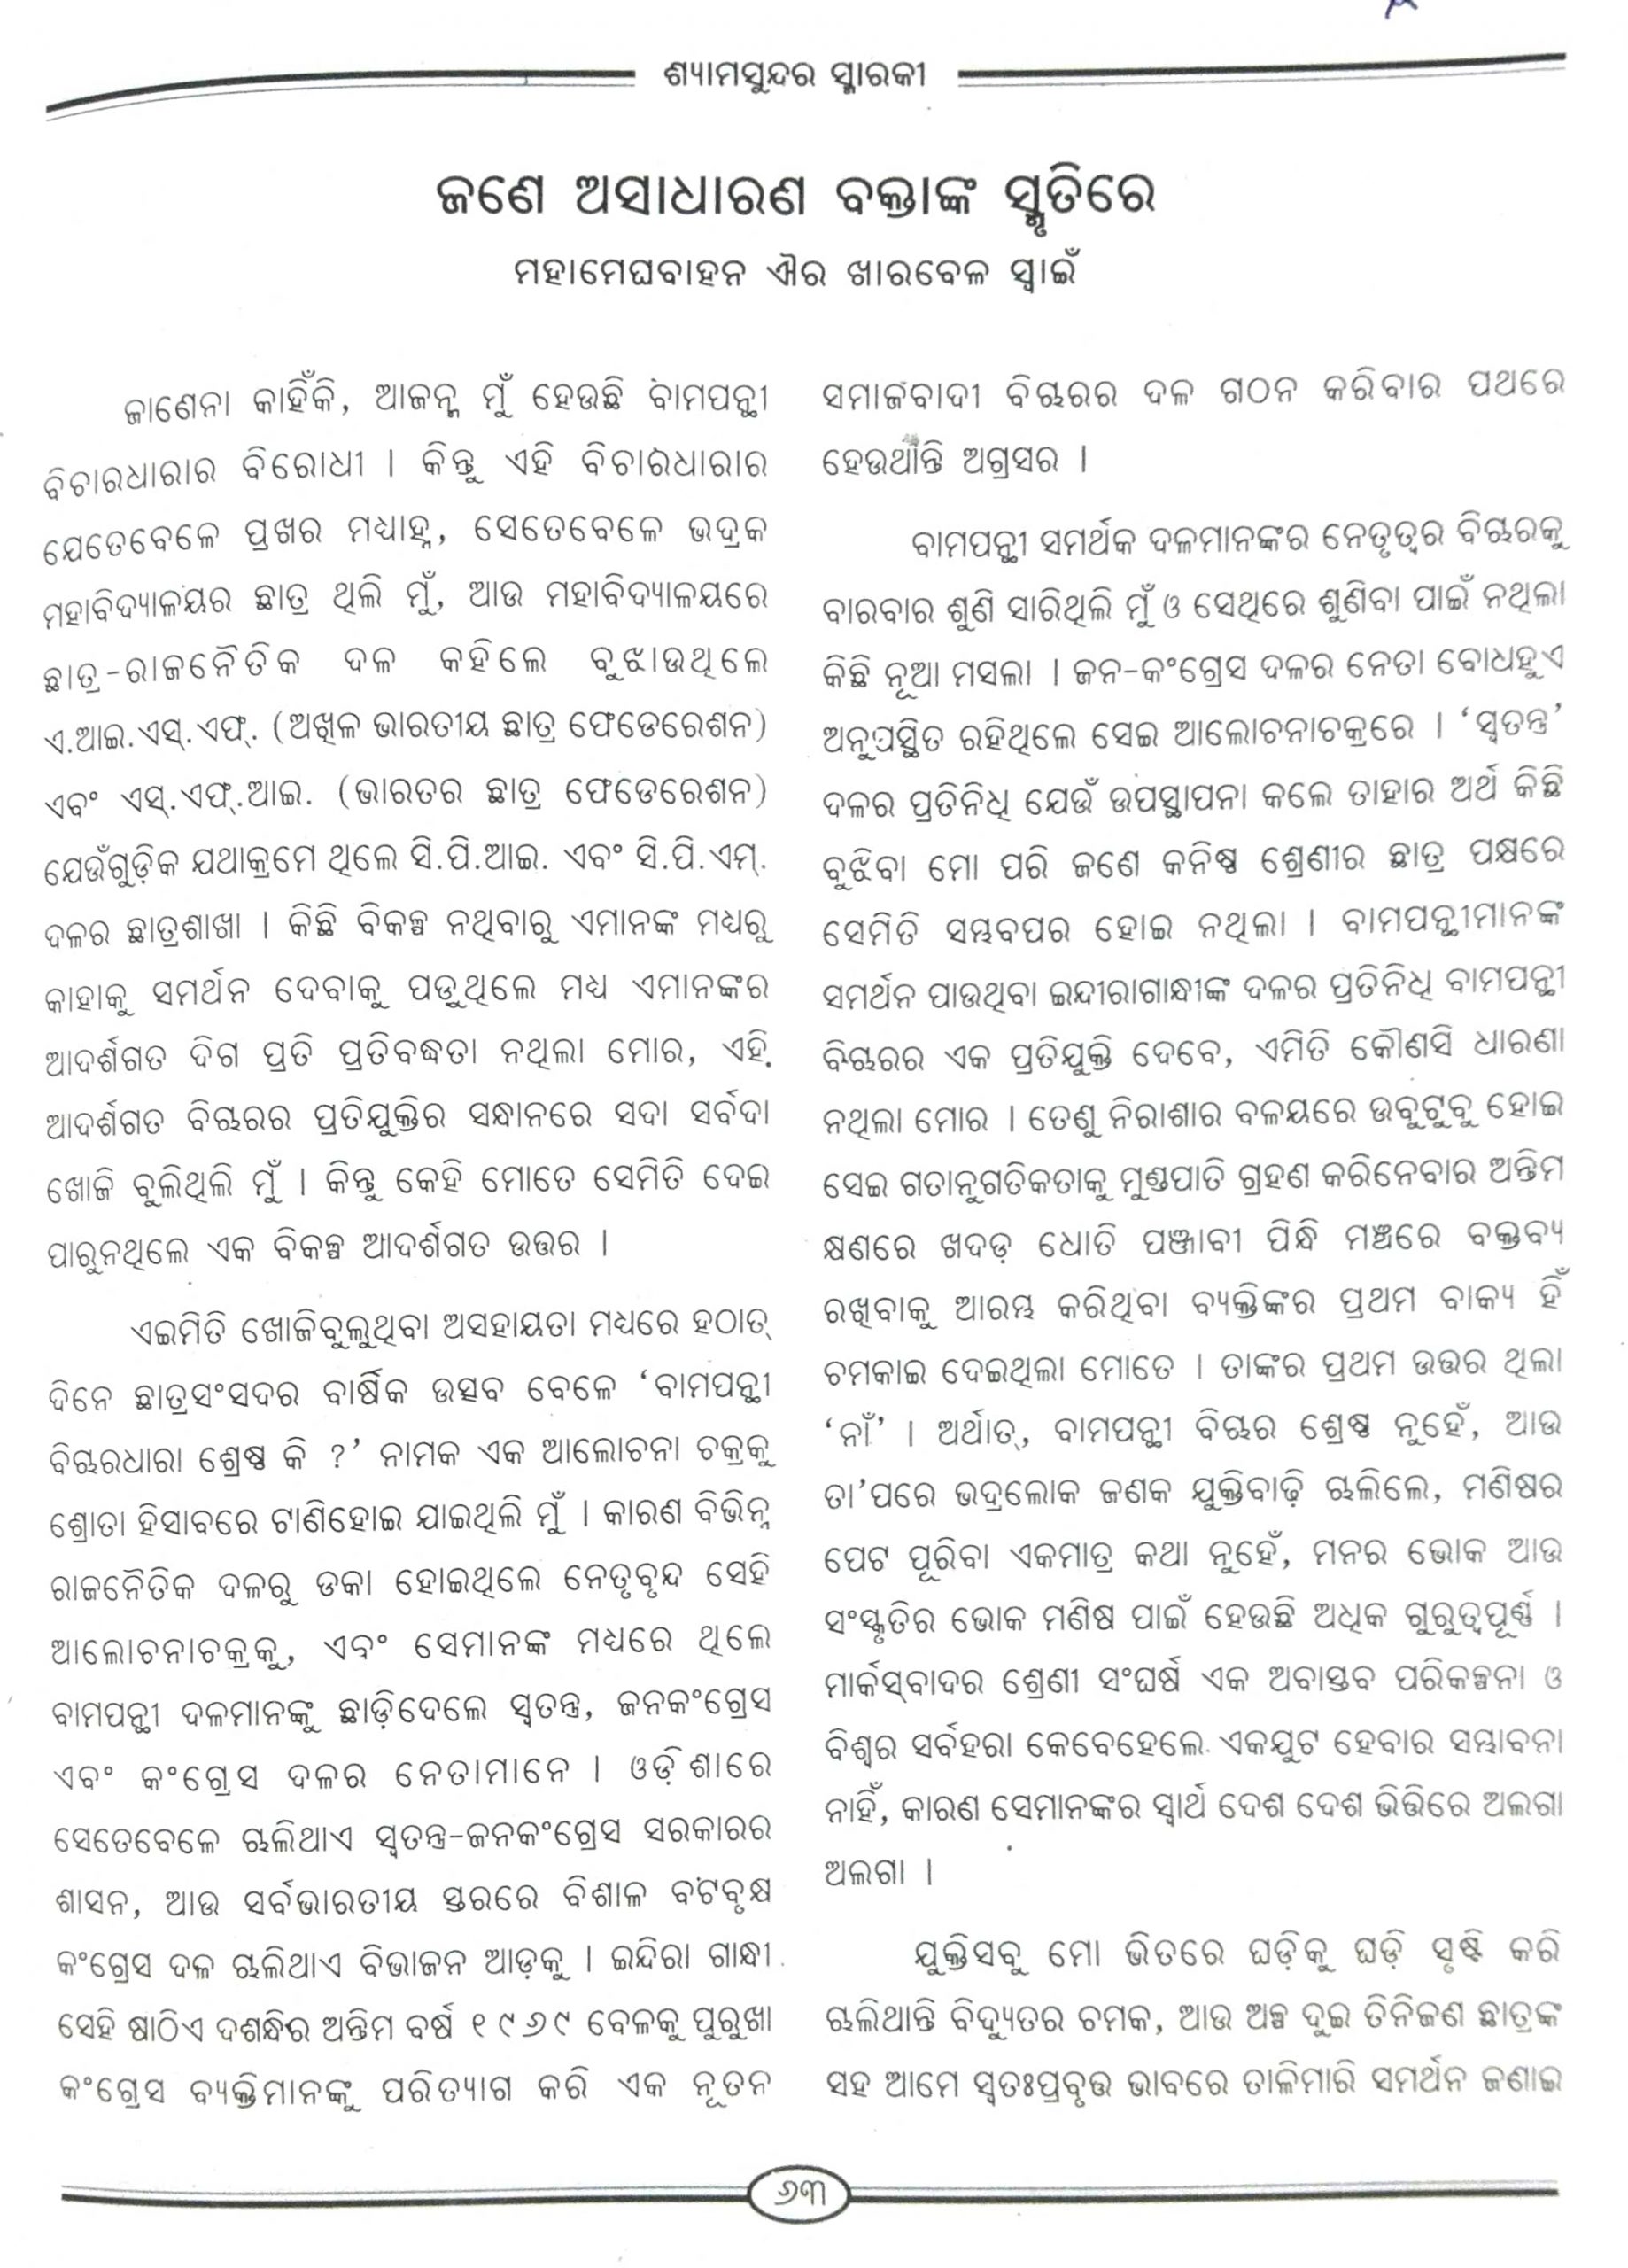 ଶ୍ୟାମସୁନ୍ଦର ସ୍ମାରକୀ
ଜଣେ ଅସାଧାରଣ ବକ୍ତାଙ୍କ ସ୍ମୃତିରେ
ମହାମେଘବାହନ ଐର ଖାରବେଳ ସ୍ୱାଇଁ
ଜାଣେନା କାହିଁକି, ଆଜନ୍ମ ମୁଁ ହେଉଛି ବାମପନ୍ଥୀ
ବିଚାରଧାରାର ବିରୋଧୀ । କିନ୍ତୁ ଏହି ବିଚାରଧାରାର
ଯେତେବେଳେ ପ୍ରଖର ମଧ୍ୟାହ୍ନ, ସେତେବେଳେ ଭଦ୍ରକ
ମହାବିଦ୍ୟାଳୟର ଛାତ୍ର ଥିଲି ମୁଁ, ଆଉ ମହାବିଦ୍ୟାଳୟରେ
ଛାତ୍ର-ରାଜନୈତିକ ଦଳ କହିଲେ ବୁଝାଉଥିଲେ
ଏ.ଆଇ.ଏସ୍.ଏଫ୍. (ଅଖିଳ ଭାରତୀୟ ଛାତ୍ର ଫେଡେରେଶନ)
ଏବଂ ଏସ୍.ଏଫ୍.ଆଇ. (ଭାରତର ଛାତ୍ର ଫେଡେରେଶନ)
ଯେଉଁଗୁଡ଼ିକ ଯଥାକ୍ରମେ ଥିଲେ ସି.ପି.ଆଇ. ଏବଂ ସି.ପି.ଏମ୍.
ଦଳର ଛାତ୍ରଶାଖା । କିଛି ବିକଳ୍ପ ନଥିବାରୁ ଏମାନଙ୍କ ମଧ୍ୟରୁ
କାହାକୁ ସମର୍ଥନ ଦେବାକୁ ପଡୁଥିଲେ ମଧ୍ୟ ଏମାନଙ୍କର
ଆଦର୍ଶଗତ ଦିଗ ପ୍ରତି ପ୍ରତିବଦ୍ଧତା ନଥିଲା ମୋର, ଏହି
ଆଦର୍ଶଗତ ବିଚାରର ପ୍ରତିଯୁକ୍ତିର ସନ୍ଧାନରେ ସଦା ସର୍ବଦା
ଖୋଜି ବୁଲିଥିଲି ମୁଁ । କିନ୍ତୁ କେହି ମୋତେ ସେମିତି ଦେଇ
ପାରୁନଥିଲେ ଏକ ବିକଳ୍ପ ଆଦର୍ଶଗତ ଉତ୍ତର ।
ଏଇମିତି ଖୋଜିବୁଲୁଥିବା ଅସହାୟତା ମଧ୍ୟରେ ହଠାତ୍
ଦିନେ ଛାତ୍ରସଂସଦର ବାର୍ଷିକ ଉତ୍ସବ ବେଳେ ‘ବାମପନ୍ଥୀ
ବିଚାରଧାରା ଶ୍ରେଷ୍ଠ କି ?’ ନାମକ ଏକ ଆଲୋଚନା ଚକ୍ରକୁ
ଶ୍ରୋତା ହିସାବରେ ଟାଣିହୋଇ ଯାଇଥିଲି ମୁଁ । କାରଣ ବିଭିନ୍ନ
ରାଜନୈତିକ ଦଳରୁ ଡକା ହୋଇଥିଲେ ନେତୃବୃନ୍ଦ ସେହି
ଆଲୋଚନାଚକ୍ରକୁ, ଏବଂ ସେମାନଙ୍କ ମଧ୍ୟରେ ଥିଲେ
ବାମପନ୍ଥୀ ଦଳମାନଙ୍କୁ ଛାଡ଼ିଦେଲେ ସ୍ୱତନ୍ତ୍ର, ଜନକଂଗ୍ରେସ
ଏବଂ କଂଗ୍ରେସ ଦଳର ନେତାମାନେ । ଓଡ଼ିଶାରେ
ସେତେବେଳେ ଚାଲିଥାଏ ସ୍ୱତନ୍ତ୍ର-ଜନକଂଗ୍ରେସ ସରକାରର
ଶାସନ, ଆଉ ସର୍ବଭାରତୀୟ ସ୍ତରରେ ବିଶାଳ ବଟବୃକ୍ଷ
କଂଗ୍ରେସ ଦଳ ଚାଲିଥାଏ ବିଭାଜନ ଆଡ଼କୁ । ଇନ୍ଦିରା ଗାନ୍ଧୀ
ସେହି ଷାଠିଏ ଦଶନ୍ଧିର ଅନ୍ତିମ ବର୍ଷ ୧୯୬୯ ବେଳକୁ ପୁରୁଖା
କଂଗ୍ରେସ ବ୍ୟକ୍ତିମାନଙ୍କୁ ପରିତ୍ୟାଗ କରି ଏକ ନୂତନ
ସମାଜବାଦୀ ବିଚାରର ଦଳ ଗଠନ କରିବାର ପଥରେ
ହେଉଥାଁନ୍ତି ଅଗ୍ରସର ।
ବାମପନ୍ଥୀ ସମର୍ଥକ ଦଳମାନଙ୍କର ନେତୃତ୍ୱର ବିଚାରକୁ
ବାରବାର ଶୁଣି ସାରିଥିଲି ମୁଁ ଓ ସେଥିରେ ଶୁଣିବା ପାଇଁ ନଥିଲା
କିଛି ନୂଆ ମସଲା । ଜନ-କଂଗ୍ରେସ ଦଳର ନେତା ବୋଧହୁଏ
ଅନୁପସ୍ଥିତ ରହିଥିଲେ ସେଇ ଆଲୋଚନାଚକ୍ରରେ । ‘ସ୍ୱତନ୍ତ୍ର’
ଦଳର ପ୍ରତିନିଧି ଯେଉଁ ଉପସ୍ଥାପନା କଲେ ତାହାର ଅର୍ଥ କିଛି
ବୁଝିବା ମୋ ପରି ଜଣେ କନିଷ୍ଠ ଶ୍ରେଣୀର ଛାତ୍ର ପକ୍ଷରେ
ସେମିତି ସମ୍ଭବପର ହୋଇ ନଥିଲା । ବାମପନ୍ଥୀମାନଙ୍କ
ସମର୍ଥନ ପାଉଥିବା ଇନ୍ଦୀରାଗାନ୍ଧୀଙ୍କ ଦଳର ପ୍ରତିନିଧି ବାମପନ୍ଥୀ
ବିଚାରର ଏକ ପ୍ରତିଯୁକ୍ତି ଦେବେ, ଏମିତି କୌଣସି ଧାରଣା
ନଥିଲା ମୋର । ତେଣୁ ନିରାଶାର ବଳୟରେ ଉବୁଟୁବୁ ହୋଇ
ସେଇ ଗତାନୁଗତିକତାକୁ ମୁଣ୍ଡପାତି ଗ୍ରହଣ କରିନେବାର ଅନ୍ତିମ
କ୍ଷଣରେ ଖଦଡ଼ ଧୋତି ପଞ୍ଜାବୀ ପିନ୍ଧି ମଞ୍ଚରେ ବକ୍ତବ୍ୟ
ରଖିବାକୁ ଆରମ୍ଭ କରିଥିବା ବ୍ୟକ୍ତିଙ୍କର ପ୍ରଥମ ବାକ୍ୟ ହିଁ
ଚମକାଇ ଦେଇଥିଲା ମୋତେ । ତାଙ୍କର ପ୍ରଥମ ଉତ୍ତର ଥିଲା
‘ନାଁ’ । ଅର୍ଥାତ୍, ବାମପନ୍ଥୀ ବିଚାର ଶ୍ରେଷ୍ଠ ନୁହେଁ, ଆଉ
ତା’ପରେ ଭଦ୍ରଲୋକ ଜଣକ ଯୁକ୍ତିବାଢ଼ି ଚାଲିଲେ, ମଣିଷର
ପେଟ ପୂରିବା ଏକମାତ୍ର କଥା ନୁହେଁ, ମନର ଭୋକ ଆଉ
ସଂସ୍କୃତିର ଭୋକ ମଣିଷ ପାଇଁ ହେଉଛି ଅଧିକ ଗୁରୁତ୍ୱପୂର୍ଣ୍ଣ ।
ମାର୍କସ୍‌ବାଦର ଶ୍ରେଣୀ ସଂଘର୍ଷ ଏକ ଅବାସ୍ତବ ପରିକଳ୍ପନା ଓ
ବିଶ୍ୱର ସର୍ବହରା କେବେହେଲେ ଏକଯୁଟ ହେବାର ସମ୍ଭାବନା
ନାହିଁ, କାରଣ ସେମାନଙ୍କର ସ୍ୱାର୍ଥ ଦେଶ ଦେଶ ଭିତ୍ତିରେ ଅଲଗା
ଅଲଗା ।
ଯୁକ୍ତିସବୁ ମୋ ଭିତରେ ଘଡ଼ିକୁ ଘଡ଼ି ସୃଷ୍ଟି କରି
ଚାଲିଥାନ୍ତି ବିଦ୍ୟୁତର ଚମକ, ଆଉ ଅଳ୍ପ ଦୁଇ ତିନିଜଣ ଛାତ୍ରଙ୍କ
ସହ ଆମେ ସ୍ୱତଃପ୍ରବୃତ୍ତ ଭାବରେ ତାଳିମାରି ସମର୍ଥନ ଜଣାଇ
୬୩